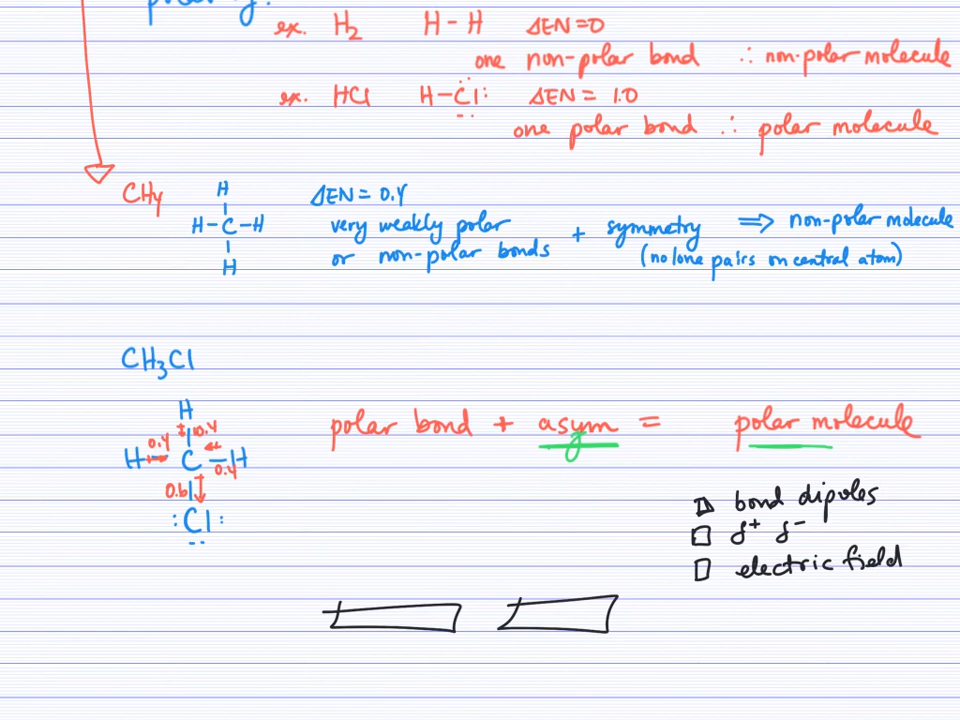 polarity.
ex. H₂ H-H ΔEN=0
one non-polar bond ∴ non-polar molecule
ex. HCl H-Cl: ΔEN = 1.0
one polar bond ∴ polar molecule
CH₄ ΔEN = 0.4
H
H-C-H
H
very weakly polar
or non-polar bonds + symmetry ⇒ non-polar molecule
(no lone pairs on central atom)
CH₃Cl
H
0.4
H 0.4 C H
0.4
0.6
:Cl:
polar bond + asym = polar molecule
bond dipoles
δ⁺ δ⁻
electric field